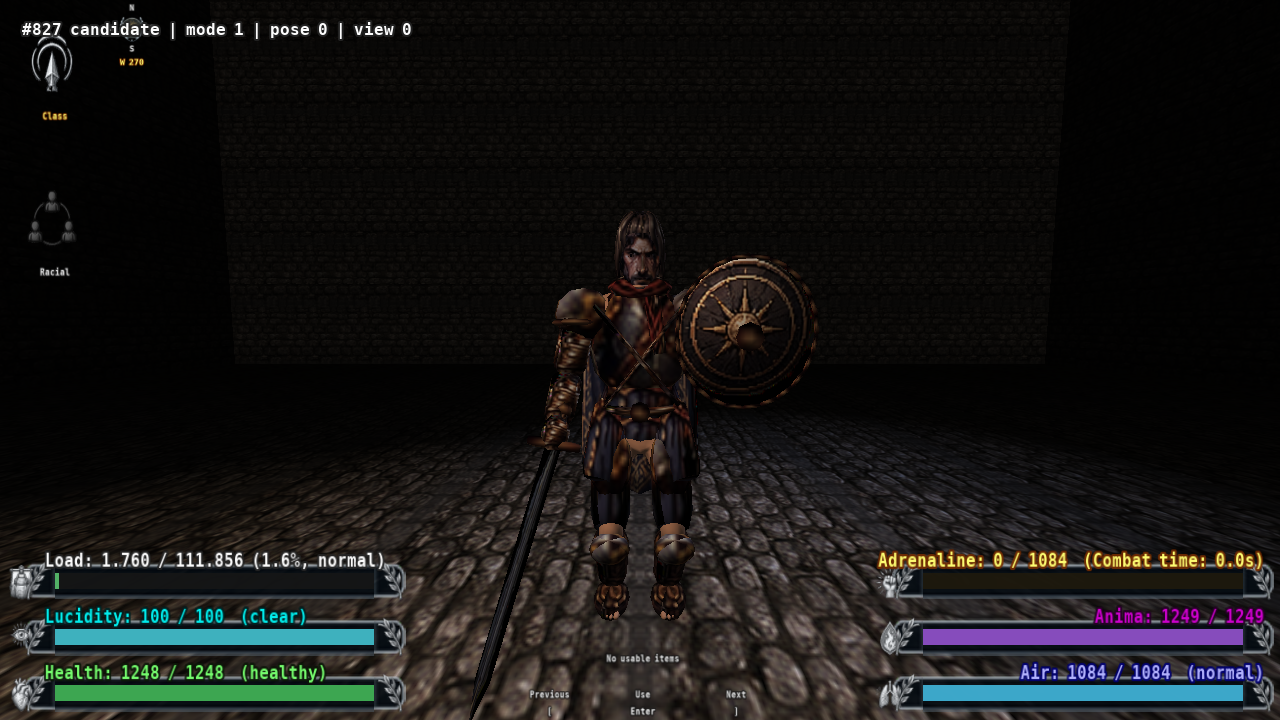 #827 candidate | mode 1 | pose 0 | view 0
N
S
W 270
Class
Racial
Load: 1.760 / 111.856 (1.6%, normal)
Lucidity: 100 / 100 (clear)
Health: 1248 / 1248 (healthy)
Adrenaline: 0 / 1084 (Combat time: 0.0s)
Anima: 1249 / 1249
Air: 1084 / 1084 (normal)
No usable items
Previous Use Next
[ Enter ]